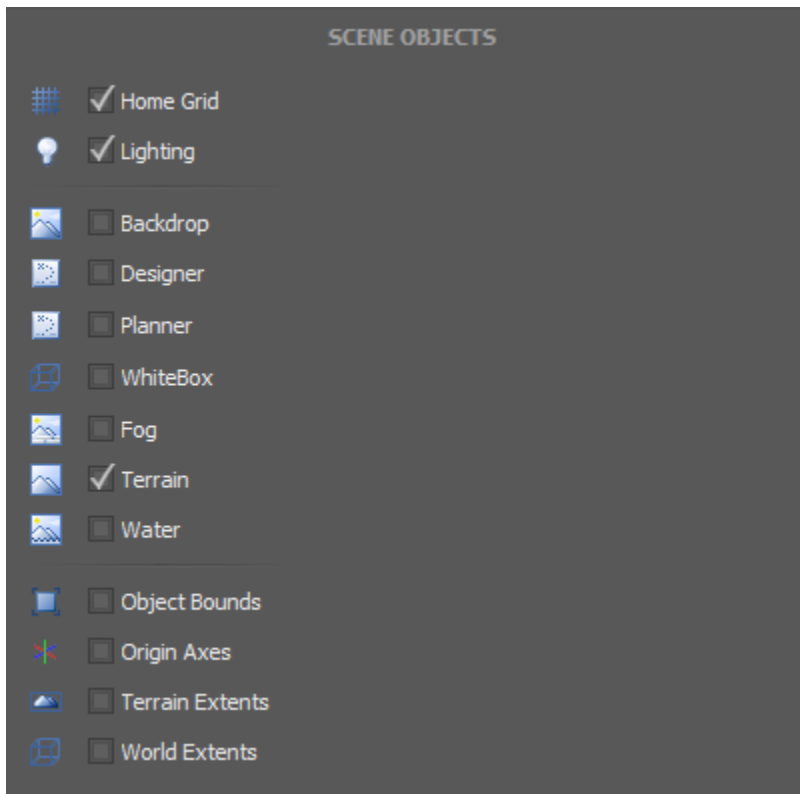 SCENE OBJECTS
Home Grid
Lighting
Backdrop
Designer
Planner
WhiteBox
Fog
Terrain
Water
Object Bounds
Origin Axes
Terrain Extents
World Extents